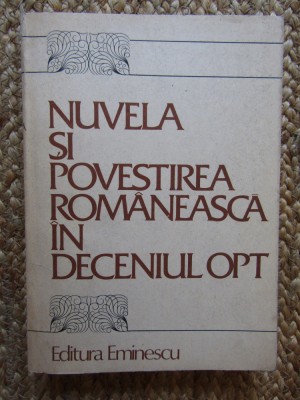 NUVELA
ȘI
POVESTIREA
ROMÂNEASCĂ
ÎN
DECENIUL OPT
Editura Eminescu